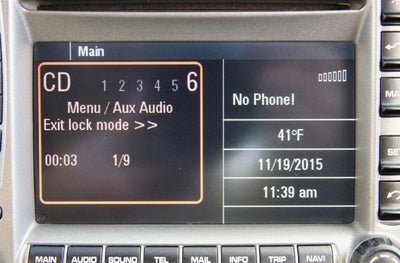 Main
CD 1 2 3 4 5 6
Menu / Aux Audio
Exit lock mode >>
00:03 1/9
No Phone!
41°F
11/19/2015
11:39 am
MAIN AUDIO SOUND TEL MAIL INFO TRIP NAVI